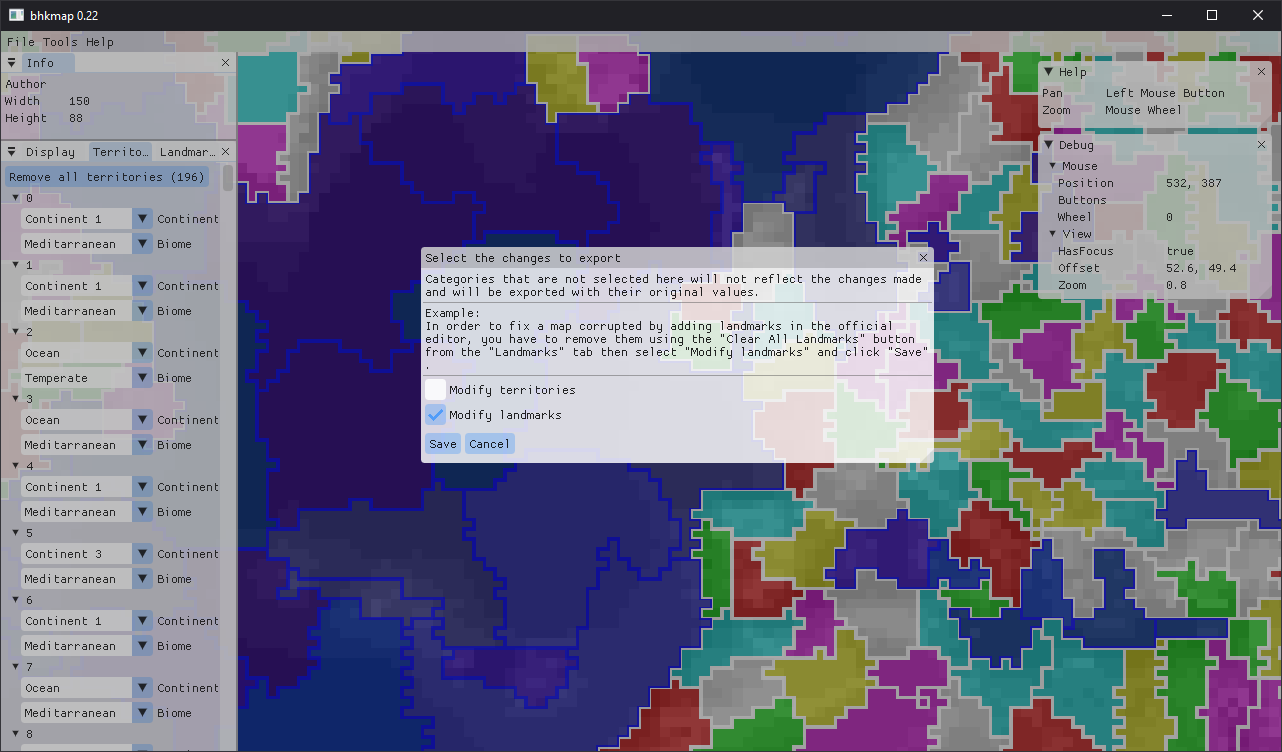 bhkmap 0.22
File Tools Help
Info
Author
Width 150
Height 88
Display Territo… Landmar…
Remove all territories (196)
0
Continent 1 Continent
Meditarranean Biome
1
Continent 1 Continent
Meditarranean Biome
2
Ocean Continent
Temperate Biome
3
Ocean Continent
Meditarranean Biome
4
Continent 1 Continent
Meditarranean Biome
5
Continent 3 Continent
Meditarranean Biome
6
Continent 1 Continent
Meditarranean Biome
7
Ocean Continent
Meditarranean Biome
8
Select the changes to export
Categories that are not selected here will not reflect the changes made
and will be exported with their original values.
Example:
In order to fix a map corrupted by adding landmarks in the official
editor, you have to remove them using the "Clear All Landmarks" button
from the "Landmarks" tab then select "Modify landmarks" and click "Save"
.
Modify territories
Modify landmarks
Save Cancel
Help
Pan Left Mouse Button
Zoom Mouse Wheel
Debug
Mouse
Position 532, 387
Buttons
Wheel 0
View
HasFocus true
Offset 52.6, 49.4
Zoom 0.8